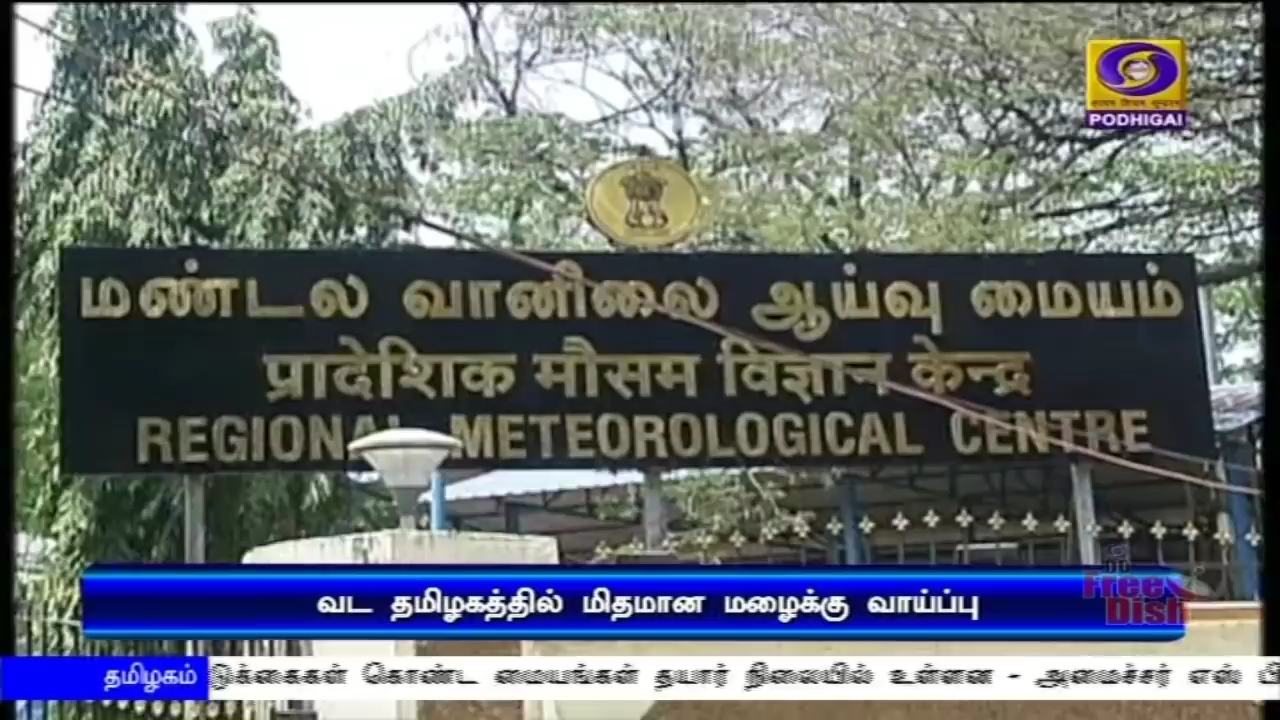 PODHIGAI
மண்டல வானிலை ஆய்வு மையம்
प्रादेशिक मौसम विज्ञान केन्द्र
REGIONAL METEOROLOGICAL CENTRE
வட தமிழகத்தில் மிதமான மழைக்கு வாய்ப்பு
Free Dish
தமிழகம் டுக்கைகள் கொண்ட மையங்கள் தயார் நிலையில் உள்ளன - அமைச்சர் எஸ்